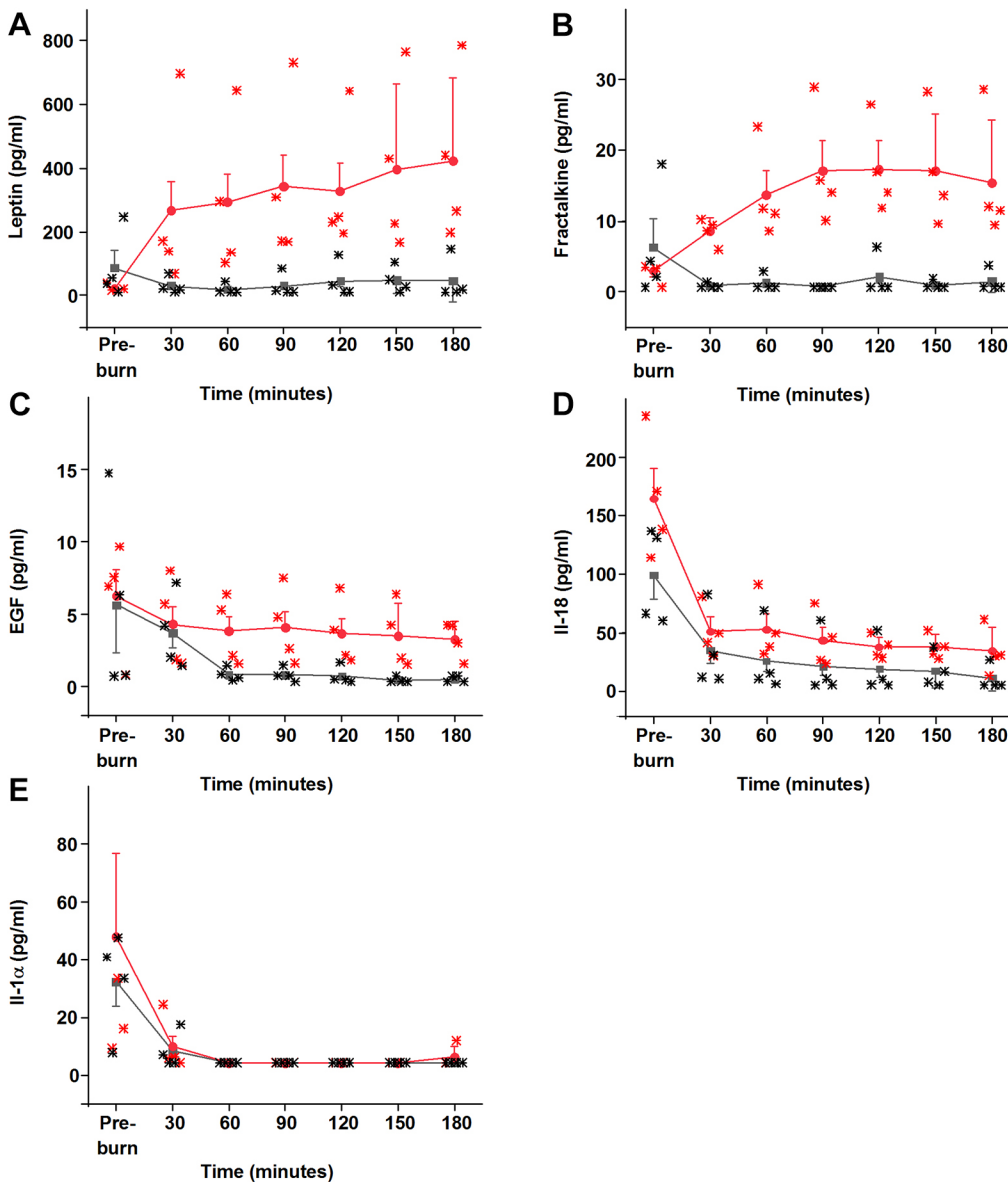 A
Leptin (pg/ml)
800
600
400
200
0
Pre-burn
30
60
90
120
150
180
Time (minutes)
B
Fractalkine (pg/ml)
30
20
10
0
Pre-burn
30
60
90
120
150
180
Time (minutes)
C
EGF (pg/ml)
15
10
5
0
Pre-burn
30
60
90
120
150
180
Time (minutes)
D
Il-18 (pg/ml)
200
150
100
50
0
Pre-burn
30
60
90
120
150
180
Time (minutes)
E
Il-1α (pg/ml)
80
60
40
20
0
Pre-burn
30
60
90
120
150
180
Time (minutes)